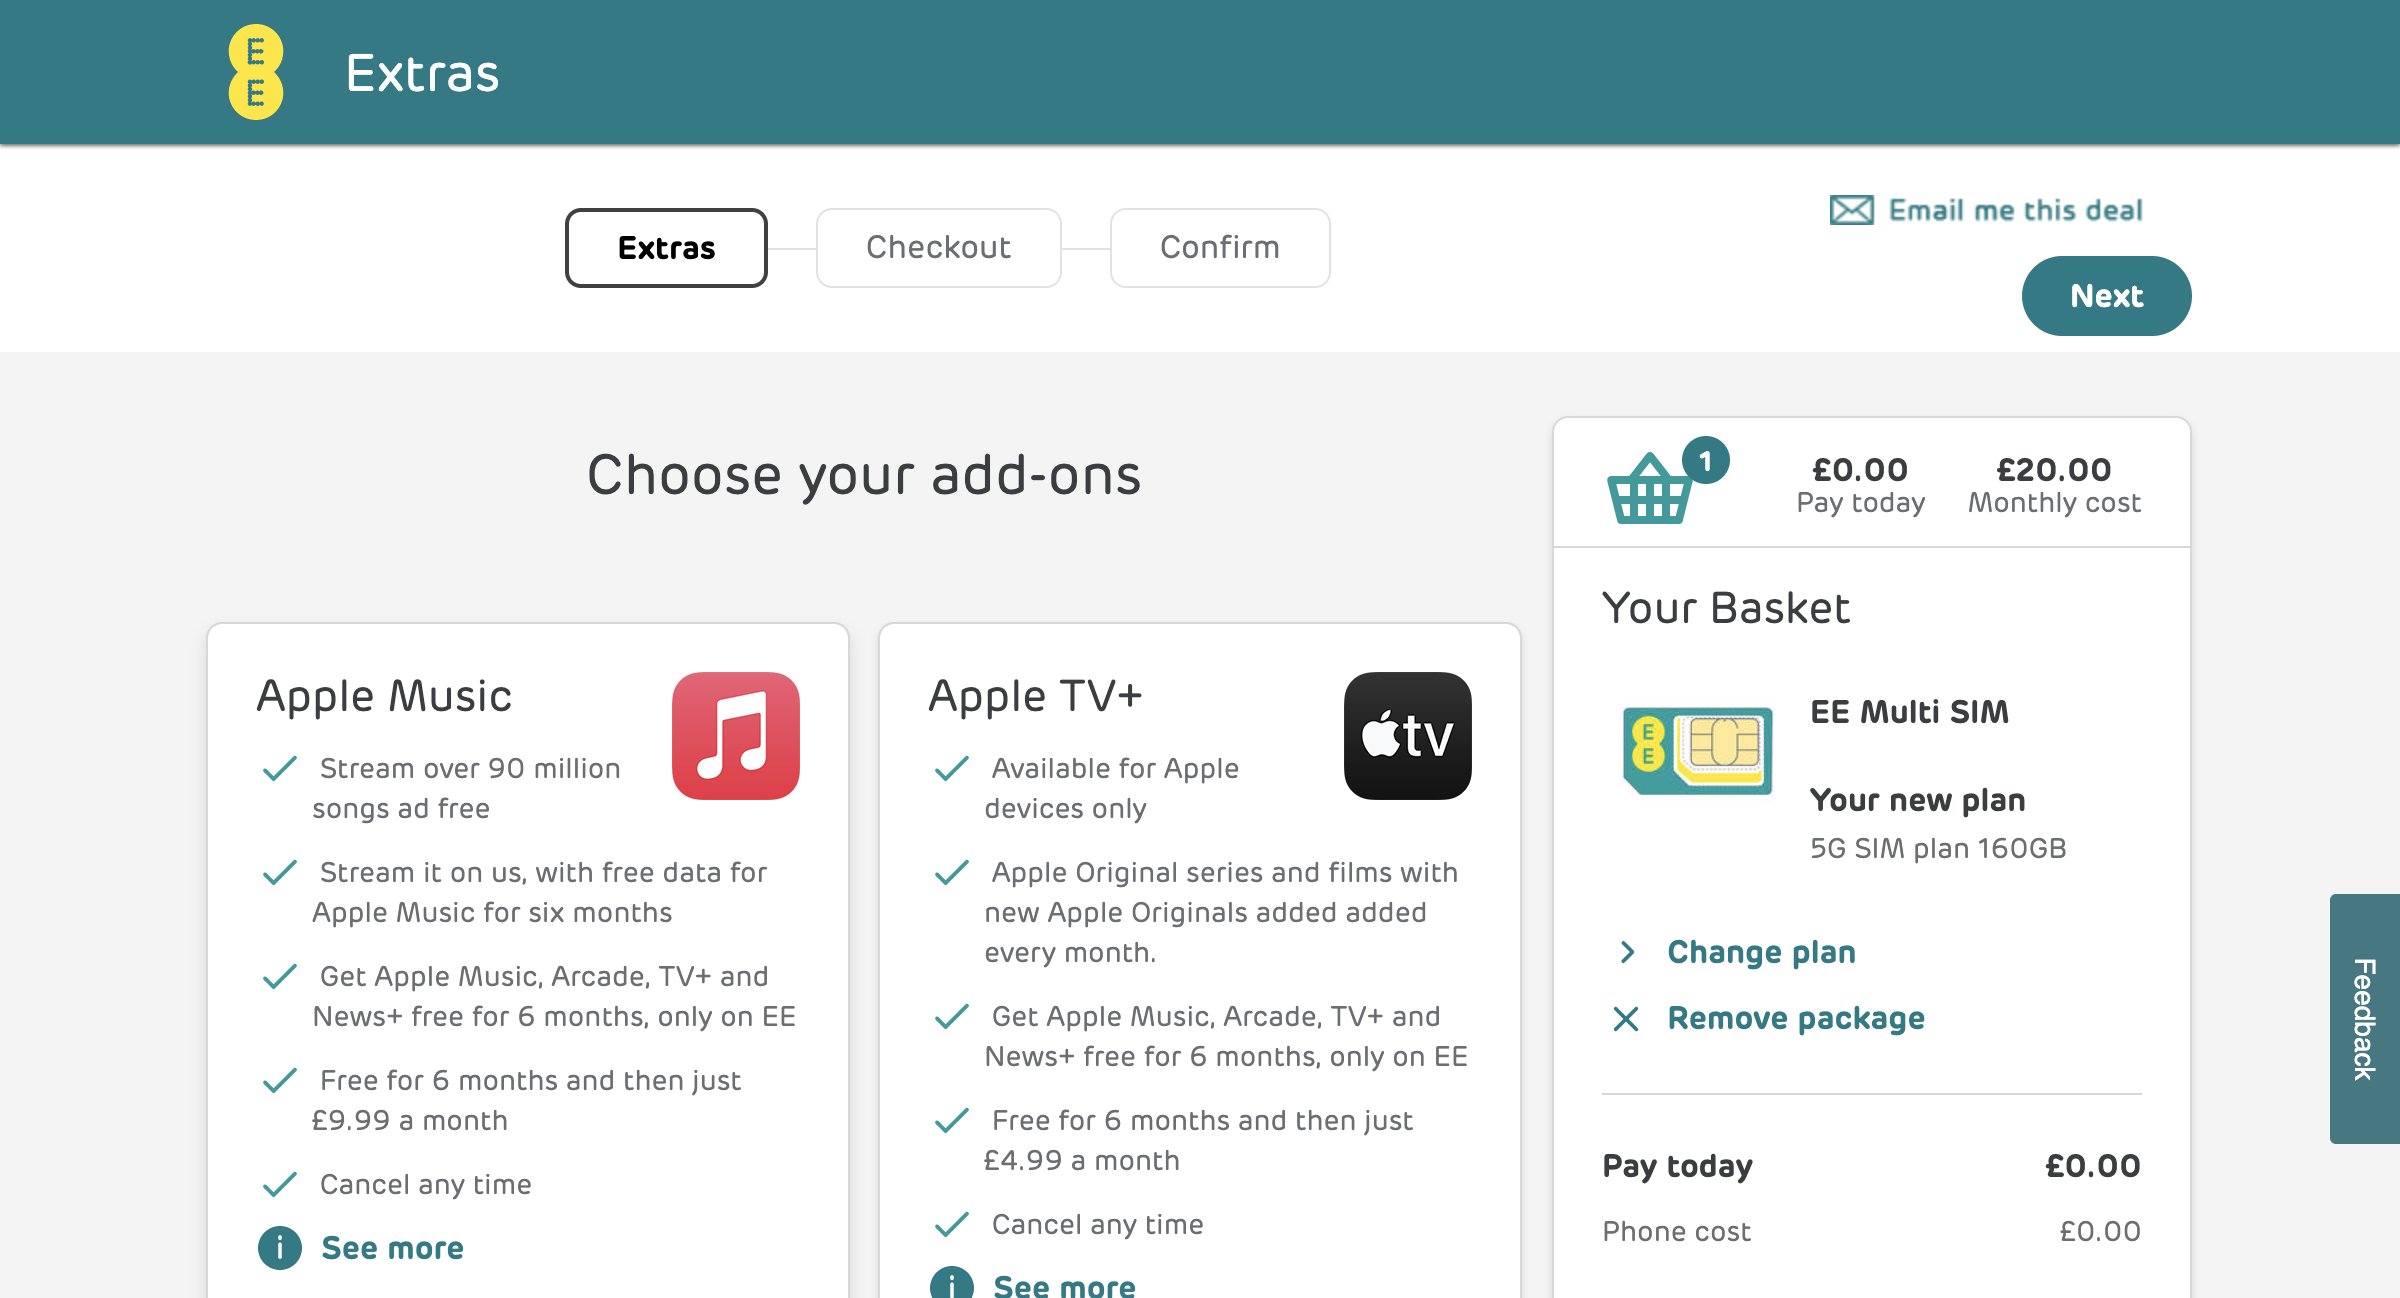 E
E
Extras
Extras
Checkout
Confirm
Email me this deal
Next
Choose your add-ons
1
£0.00
Pay today
£20.00
Monthly cost
Apple Music
Stream over 90 million
songs ad free
Stream it on us, with free data for
Apple Music for six months
Get Apple Music, Arcade, TV+ and
News+ free for 6 months, only on EE
Free for 6 months and then just
£9.99 a month
Cancel any time
i See more
Apple TV+
tv
Available for Apple
devices only
Apple Original series and films with
new Apple Originals added added
every month.
Get Apple Music, Arcade, TV+ and
News+ free for 6 months, only on EE
Free for 6 months and then just
£4.99 a month
Cancel any time
i See more
Your Basket
E
E
EE Multi SIM
Your new plan
5G SIM plan 160GB
Change plan
Remove package
Pay today £0.00
Phone cost £0.00
Feedback